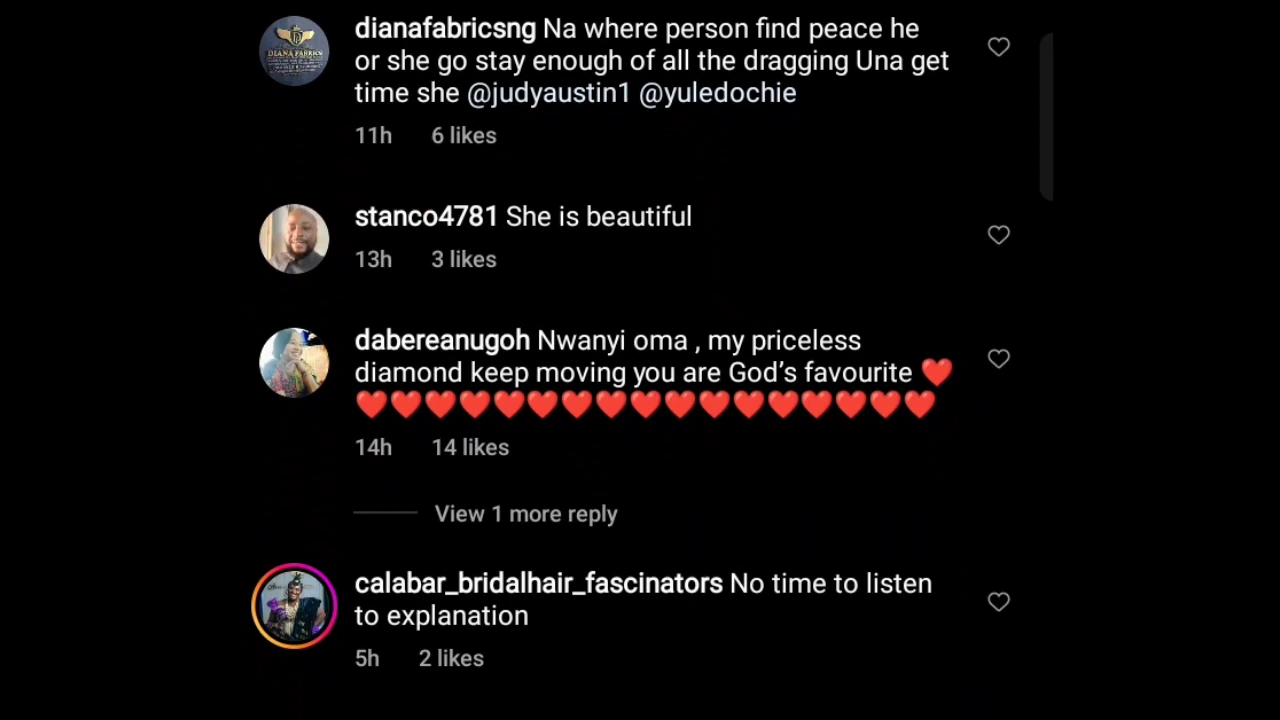 dianafabricsng Na where person find peace he
or she go stay enough of all the dragging Una get
time she @judyaustin1 @yuledochie
11h 6 likes
stanco4781 She is beautiful
13h 3 likes
dabereanugoh Nwanyi oma , my priceless
diamond keep moving you are God’s favourite ❤️
❤️❤️❤️❤️❤️❤️❤️❤️❤️❤️❤️❤️❤️❤️❤️❤️❤️
14h 14 likes
View 1 more reply
calabar_bridalhair_fascinators No time to listen
to explanation
5h 2 likes
DIANA FABRICS